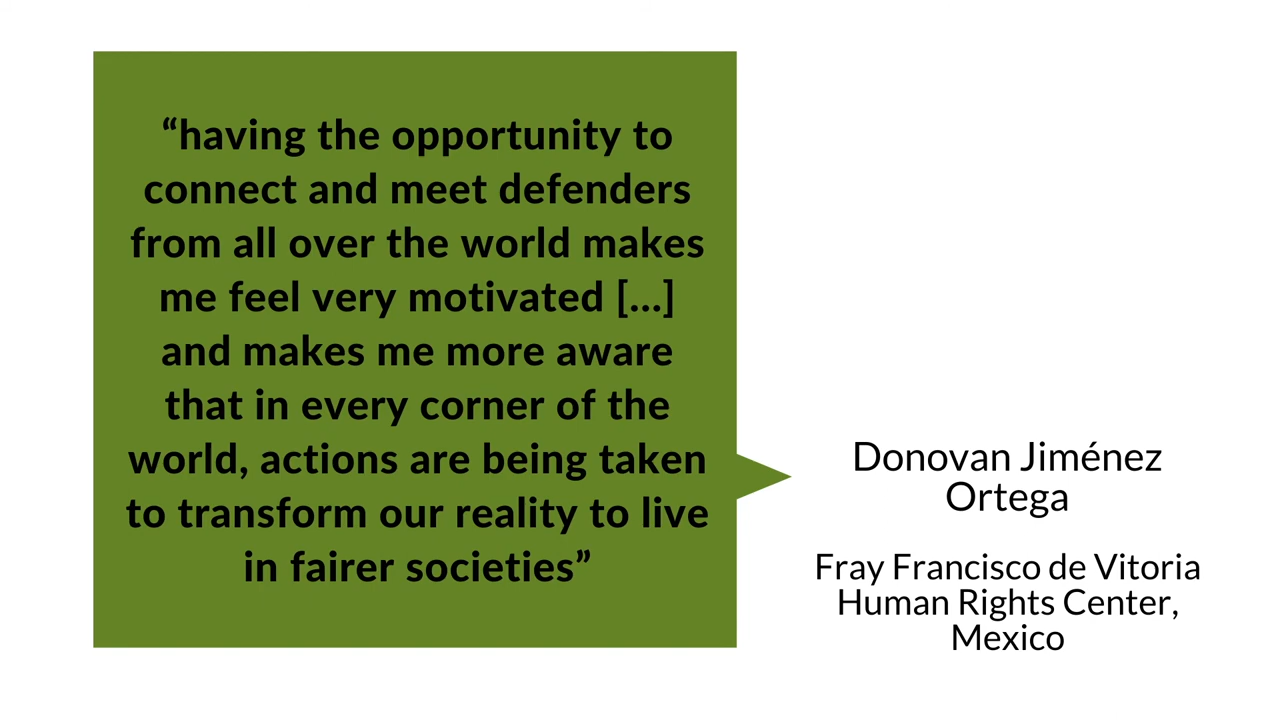 “having the opportunity to
connect and meet defenders
from all over the world makes
me feel very motivated [...]
and makes me more aware
that in every corner of the
world, actions are being taken
to transform our reality to live
in fairer societies”
Donovan Jiménez
Ortega
Fray Francisco de Vitoria
Human Rights Center,
Mexico